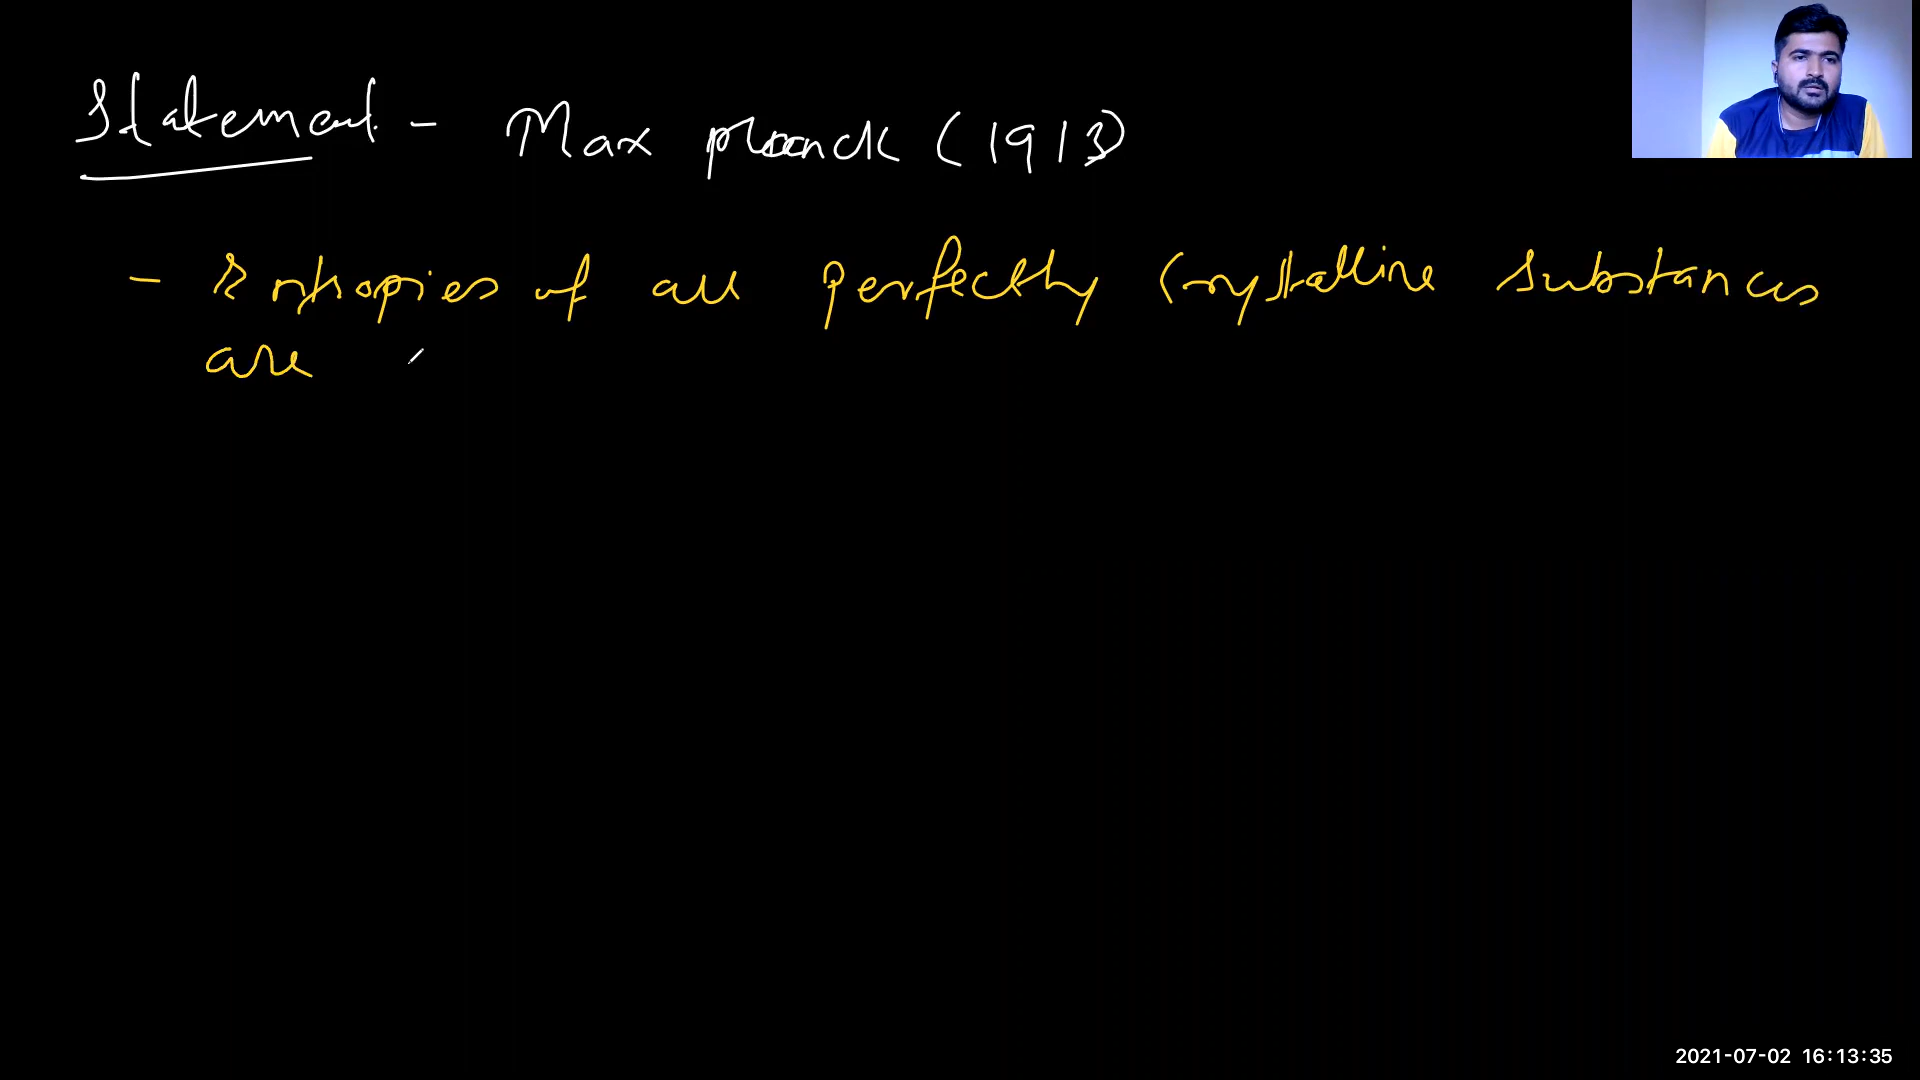 Statement - Max planck (1913)
- Entropies of all perfectly crystalline substances
are
2021-07-02 16:13:35